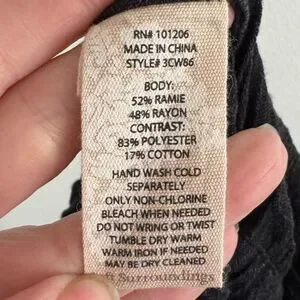 RN# 101206
MADE IN CHINA
STYLE# 3CW86
BODY:
52% RAMIE
48% RAYON
CONTRAST:
83% POLYESTER
17% COTTON
HAND WASH COLD
SEPARATELY
ONLY NON-CHLORINE
BLEACH WHEN NEEDED
DO NOT WRING OR TWIST
TUMBLE DRY WARM
WARM IRON IF NEEDED
MAY BE DRY CLEANED
Surroundings